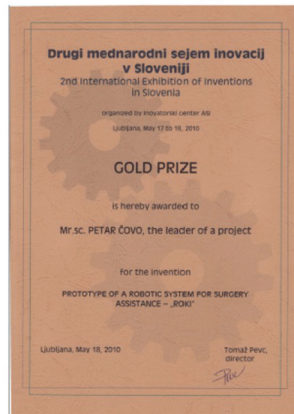 Drugi mednarodni sejem inovacij
v Sloveniji
2nd International Exhibition of Inventions
in Slovenia
organized by Inovatorski center ASI
Ljubljana, May 17 to 18, 2010
GOLD PRIZE
is hereby awarded to
Mr.sc. PETAR ČOVO, the leader of a project
for the invention
PROTOTYPE OF A ROBOTIC SYSTEM FOR SURGERY
ASSISTANCE – „ROKI"
Ljubljana, May 18, 2010
Tomaž Pevc,
director